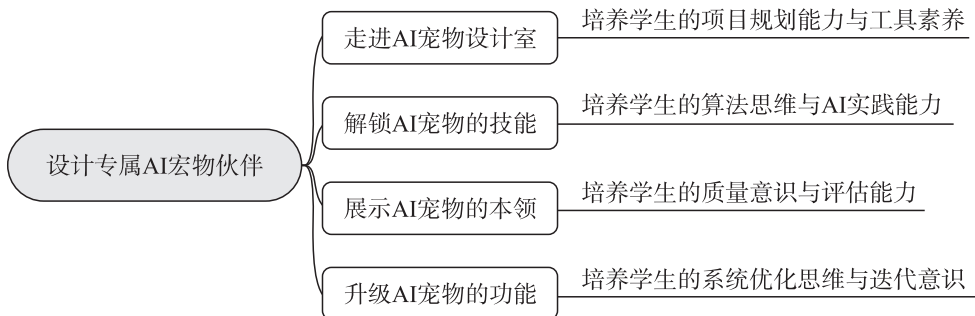 设计专属AI宏物伙伴
走进AI宠物设计室
培养学生的项目规划能力与工具素养
解锁AI宠物的技能
培养学生的算法思维与AI实践能力
展示AI宠物的本领
培养学生的质量意识与评估能力
升级AI宠物的功能
培养学生的系统优化思维与迭代意识